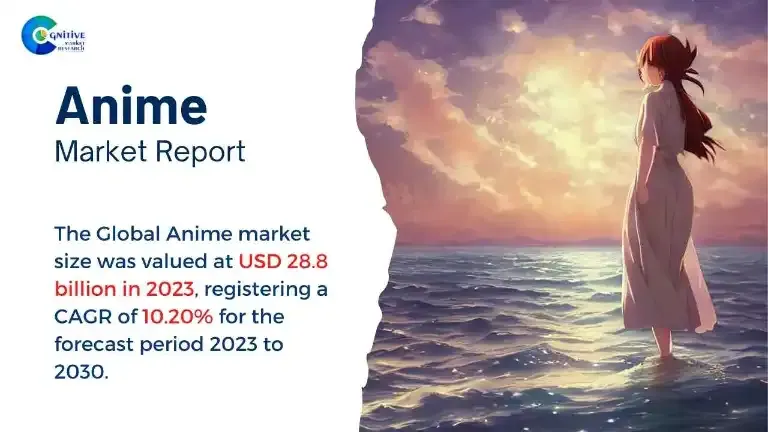 GNITIVE
MARKET
RESEARCH
Anime
Market Report
The Global Anime market
size was valued at USD 28.8
billion in 2023, registering a
CAGR of 10.20% for the
forecast period 2023 to
2030.